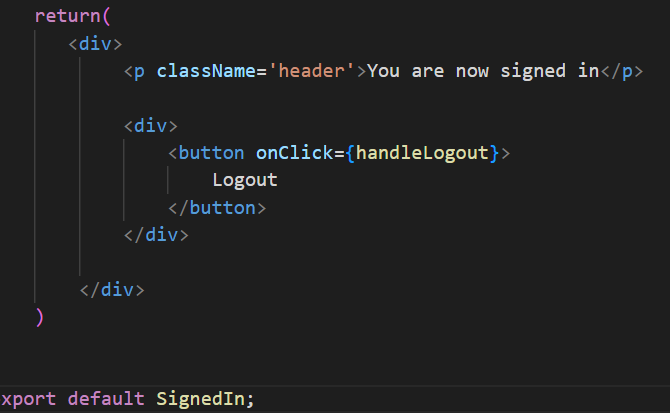 return(
<div>
<p className='header'>You are now signed in</p>
<div>
<button onClick={handleLogout}>
Logout
</button>
</div>
</div>
)
xport default SignedIn;